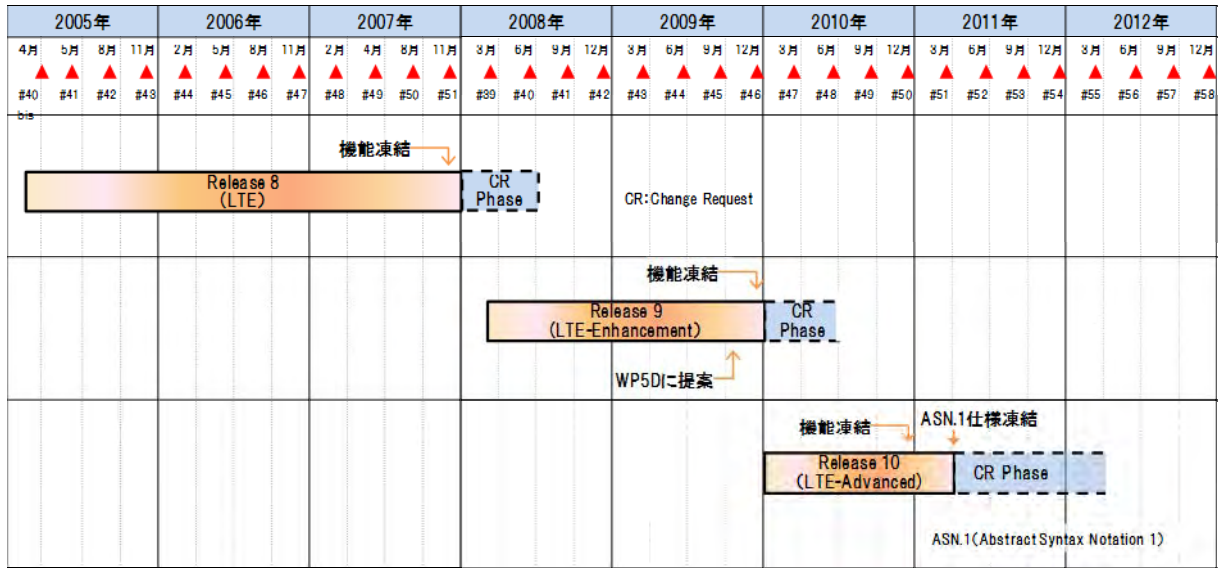 2005年 2006年 2007年 2008年 2009年 2010年 2011年 2012年
4月 5月 8月 11月 2月 5月 8月 11月 2月 4月 8月 11月 3月 6月 9月 12月 3月 6月 9月 12月 3月 6月 9月 12月 3月 6月 9月 12月 3月 6月 9月 12月
#40 #41 #42 #43 #44 #45 #46 #47 #48 #49 #50 #51 #39 #40 #41 #42 #43 #44 #45 #46 #47 #48 #49 #50 #51 #52 #53 #54 #55 #56 #57 #58
bis
機能凍結
Release 8
(LTE)
CR
Phase
CR:Change Request
機能凍結
Release 9
(LTE-Enhancement)
CR
Phase
WP5Dに提案
機能凍結
ASN.1仕様凍結
Release 10
(LTE-Advanced)
CR Phase
ASN.1(Abstract Syntax Notation 1)